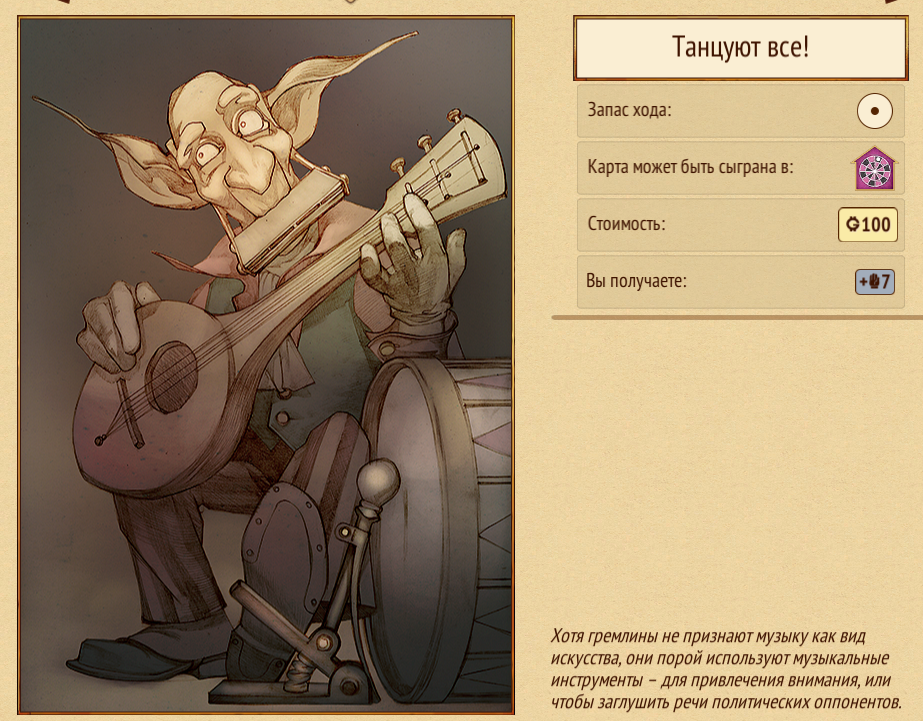 Танцуют все!
Запас хода:
Карта может быть сыграна в:
Стоимость:
100
Вы получаете:
+ 7
Хотя гремлины не признают музыку как вид
искусства, они порой используют музыкальные
инструменты – для привлечения внимания, или
чтобы заглушить речи политических оппонентов.